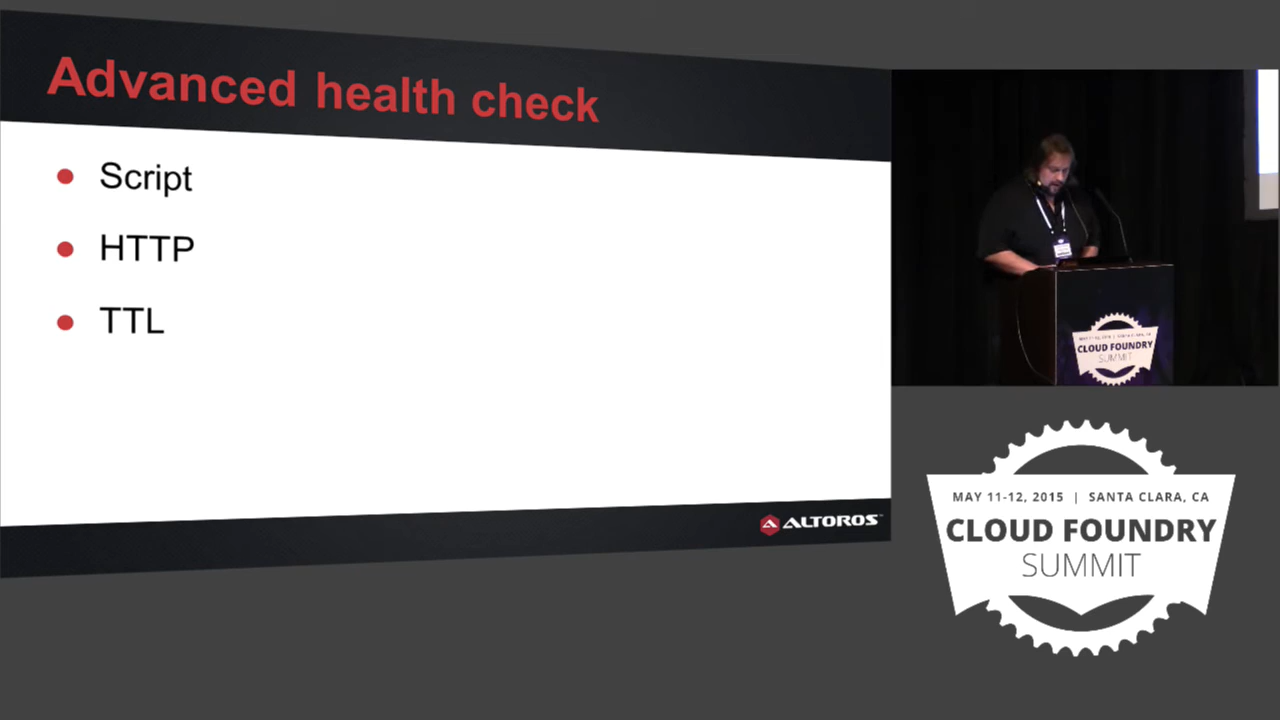 Advanced health check
Script
HTTP
TTL
ALTOROS
CLOUD FOUNDRY
SUMMIT
MAY 11-12, 2015 | SANTA CLARA, CA
CLOUD FOUNDRY
SUMMIT